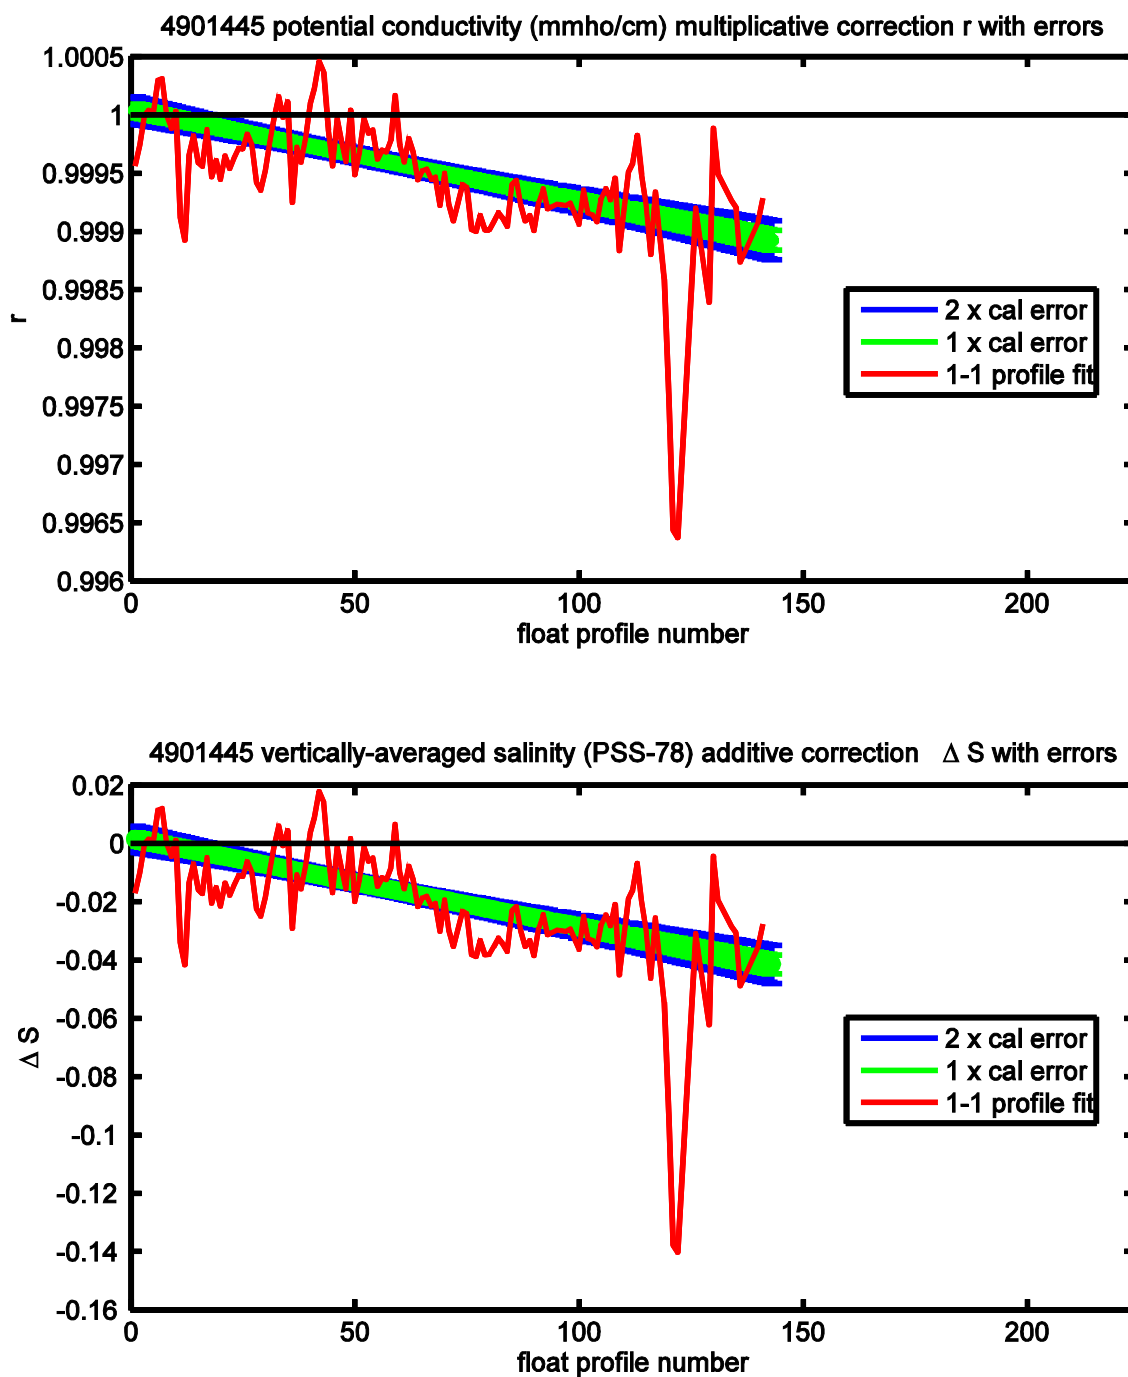 4901445 potential conductivity (mmho/cm) multiplicative correction r with errors
1.0005
1
0.9995
0.999
0.9985
0.998
0.9975
0.997
0.9965
0.996
r
0 50 100 150 200
float profile number
2 x cal error
1 x cal error
1-1 profile fit
4901445 vertically-averaged salinity (PSS-78) additive correction Δ S with errors
0.02
0
-0.02
-0.04
-0.06
-0.08
-0.1
-0.12
-0.14
-0.16
Δ S
0 50 100 150 200
float profile number
2 x cal error
1 x cal error
1-1 profile fit